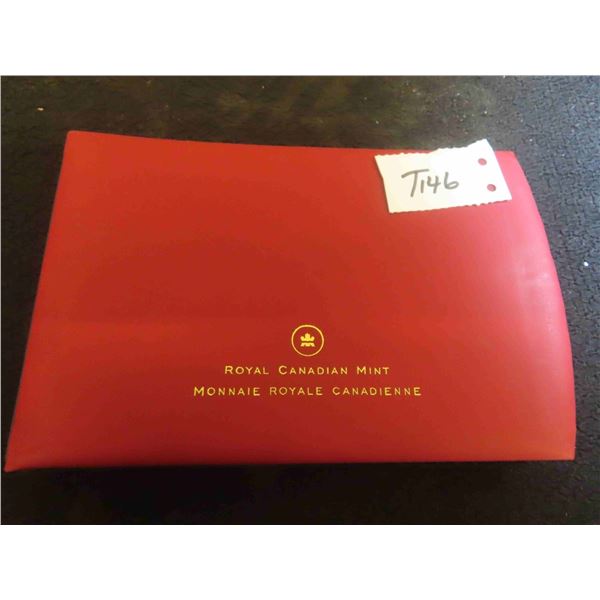 T146
ROYAL CANADIAN MINT
MONNAIE ROYALE CANADIENNE